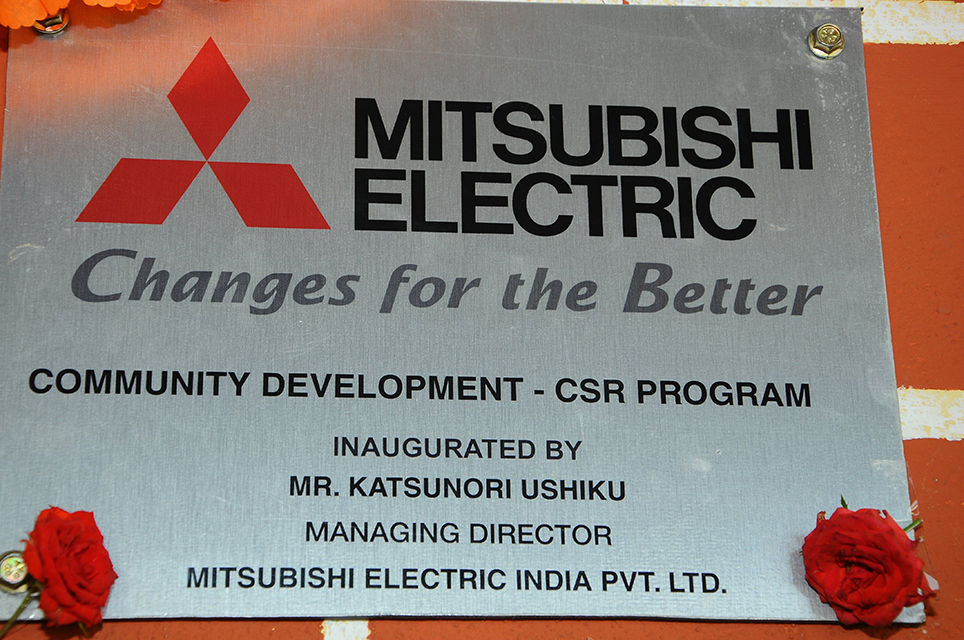 MITSUBISHI
ELECTRIC
Changes for the Better
COMMUNITY DEVELOPMENT - CSR PROGRAM
INAUGURATED BY
MR. KATSUNORI USHIKU
MANAGING DIRECTOR
MITSUBISHI ELECTRIC INDIA PVT. LTD.